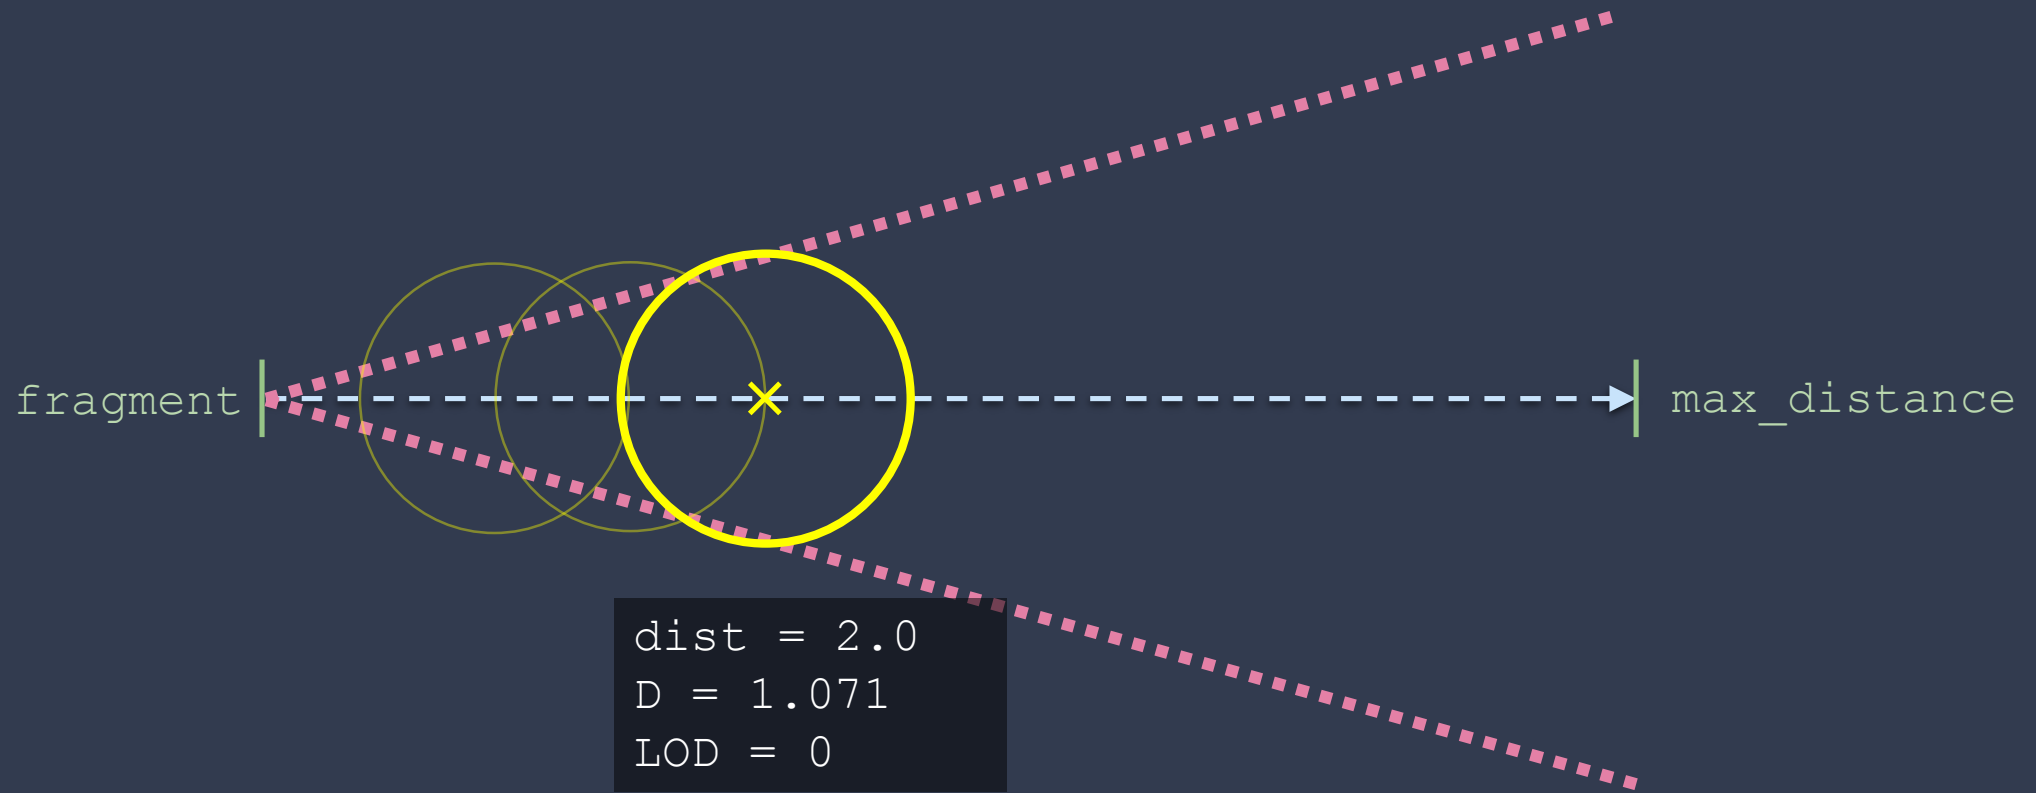 fragment
max_distance
dist = 2.0
D = 1.071
LOD = 0